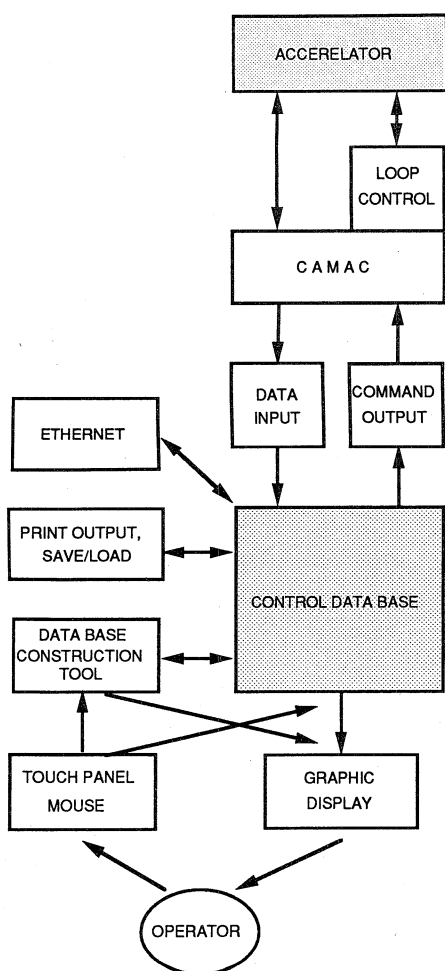 ACCERELATOR
LOOP
CONTROL
C A M A C
DATA
INPUT
COMMAND
OUTPUT
ETHERNET
PRINT OUTPUT,
SAVE/LOAD
CONTROL DATA BASE
DATA BASE
CONSTRUCTION
TOOL
TOUCH PANEL
MOUSE
GRAPHIC
DISPLAY
OPERATOR